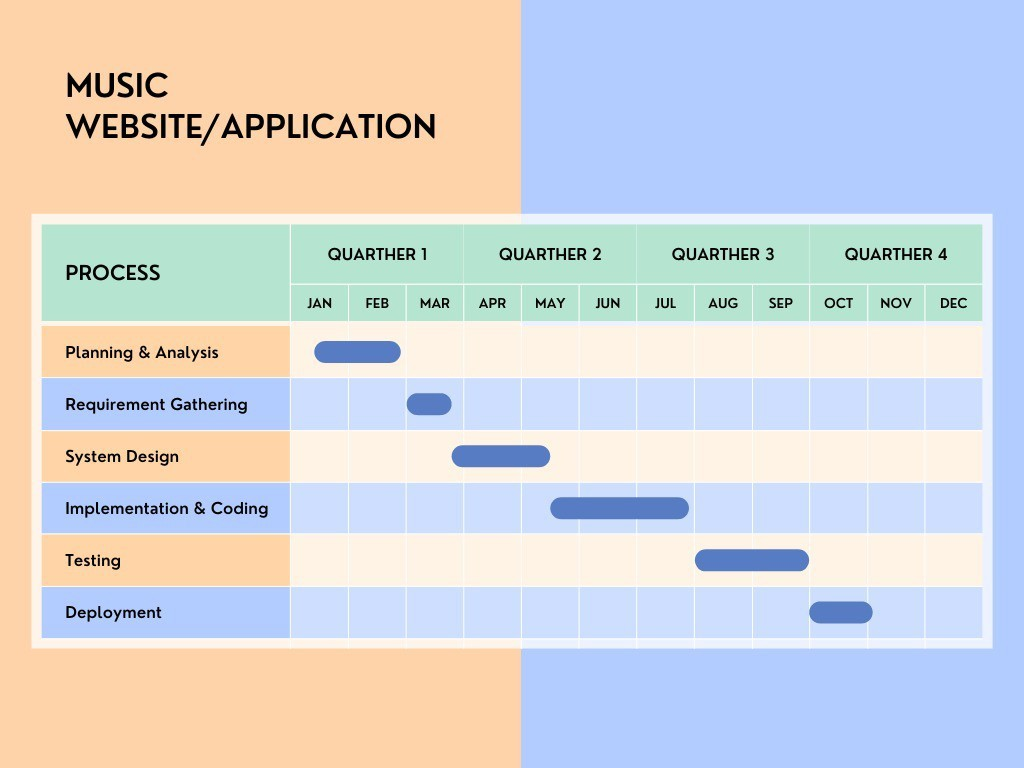 MUSIC
WEBSITE/APPLICATION
PROCESS
QUARTHER 1 QUARTHER 2 QUARTHER 3 QUARTHER 4
JAN FEB MAR APR MAY JUN JUL AUG SEP OCT NOV DEC
Planning & Analysis
Requirement Gathering
System Design
Implementation & Coding
Testing
Deployment